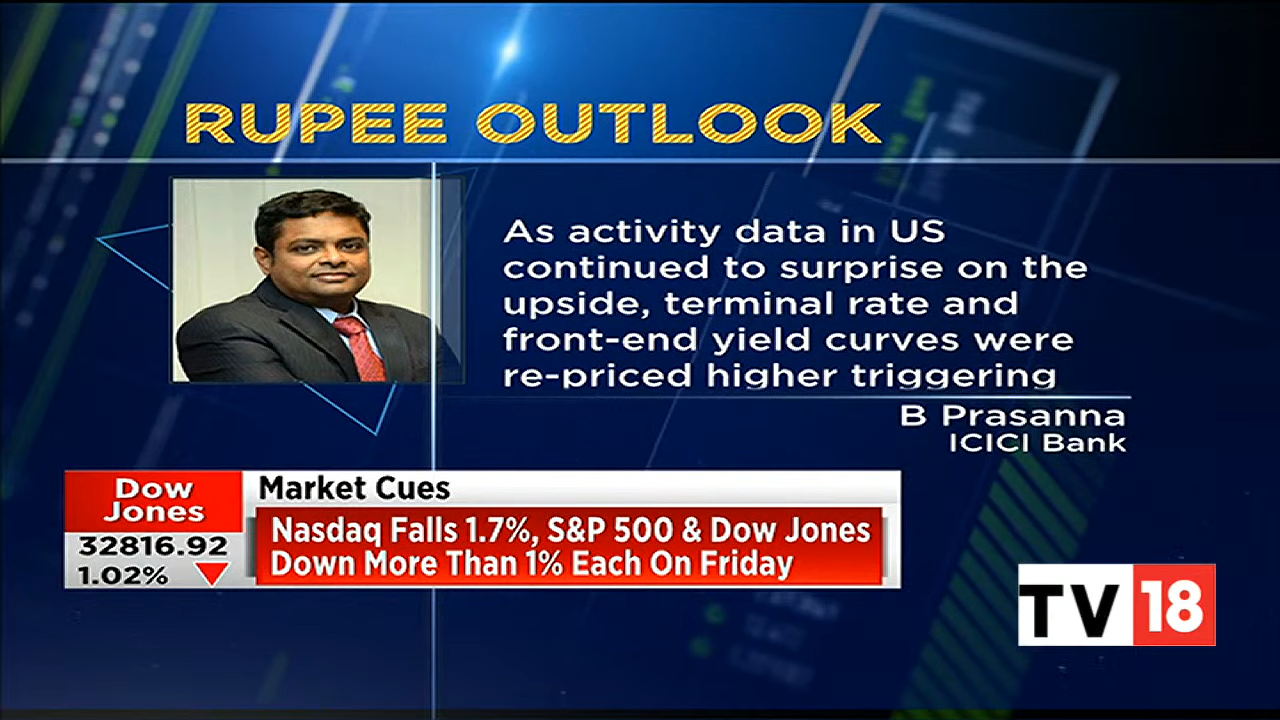 RUPEE OUTLOOK
As activity data in US
continued to surprise on the
upside, terminal rate and
front-end yield curves were
re-priced higher triggering
B Prasanna
ICICI Bank
Dow
Jones
32816.92
1.02%
Market Cues
Nasdaq Falls 1.7%, S&P 500 & Dow Jones
Down More Than 1% Each On Friday
TV18